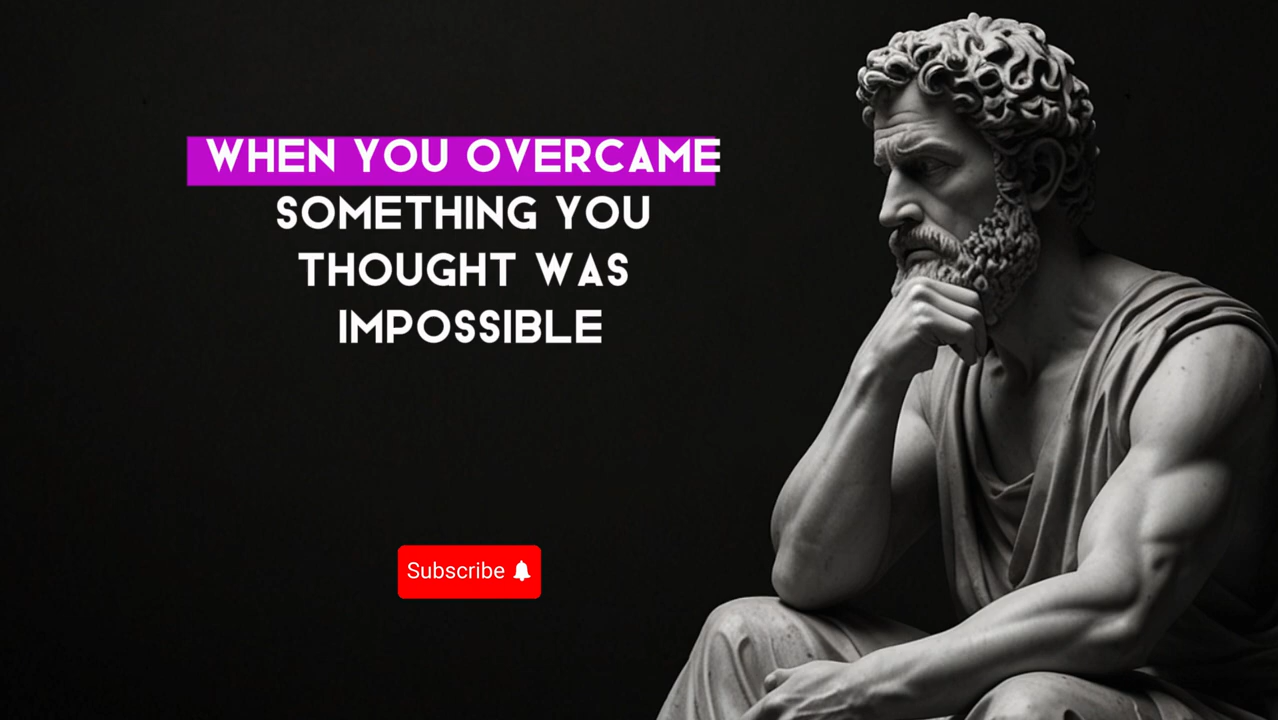 WHEN YOU OVERCAME
SOMETHING YOU
THOUGHT WAS
IMPOSSIBLE
Subscribe